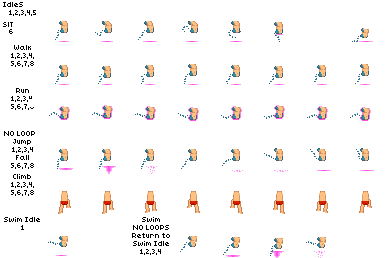 IdleS
1,2,3,4,5
SIT
6
Walk
1,2,3,4,
5,6,7,8
Run
1,2,3,
5,6,7,
NO LOOP
Jump
1,2,3,4
Fall
5,6,7,8
Climb
1,2,3,4,
5,6,7,8
Swim Idle
1
Swim
NO LOOPS
Return to
Swim Idle
1,2,3,4